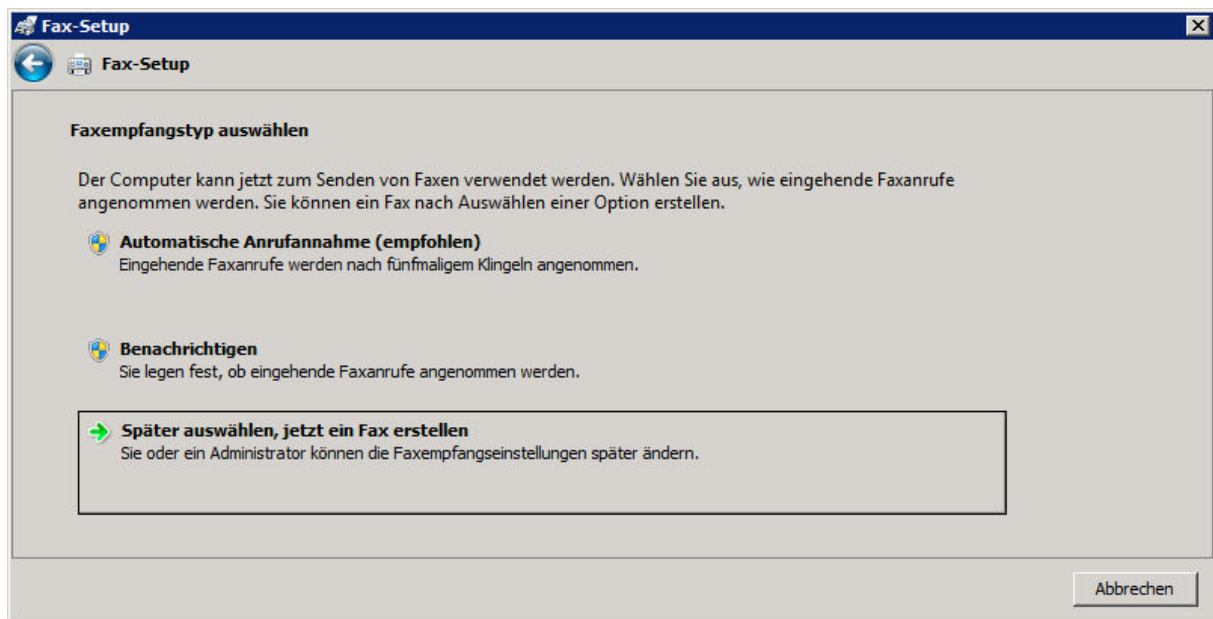 Fax-Setup
Fax-Setup
Faxempfangstyp auswählen
Der Computer kann jetzt zum Senden von Faxen verwendet werden. Wählen Sie aus, wie eingehende Faxanrufe
angenommen werden. Sie können ein Fax nach Auswählen einer Option erstellen.
Automatische Anrufannahme (empfohlen)
Eingehende Faxanrufe werden nach fünfmaligem Klingeln angenommen.
Benachrichtigen
Sie legen fest, ob eingehende Faxanrufe angenommen werden.
Später auswählen, jetzt ein Fax erstellen
Sie oder ein Administrator können die Faxempfangseinstellungen später ändern.
Abbrechen